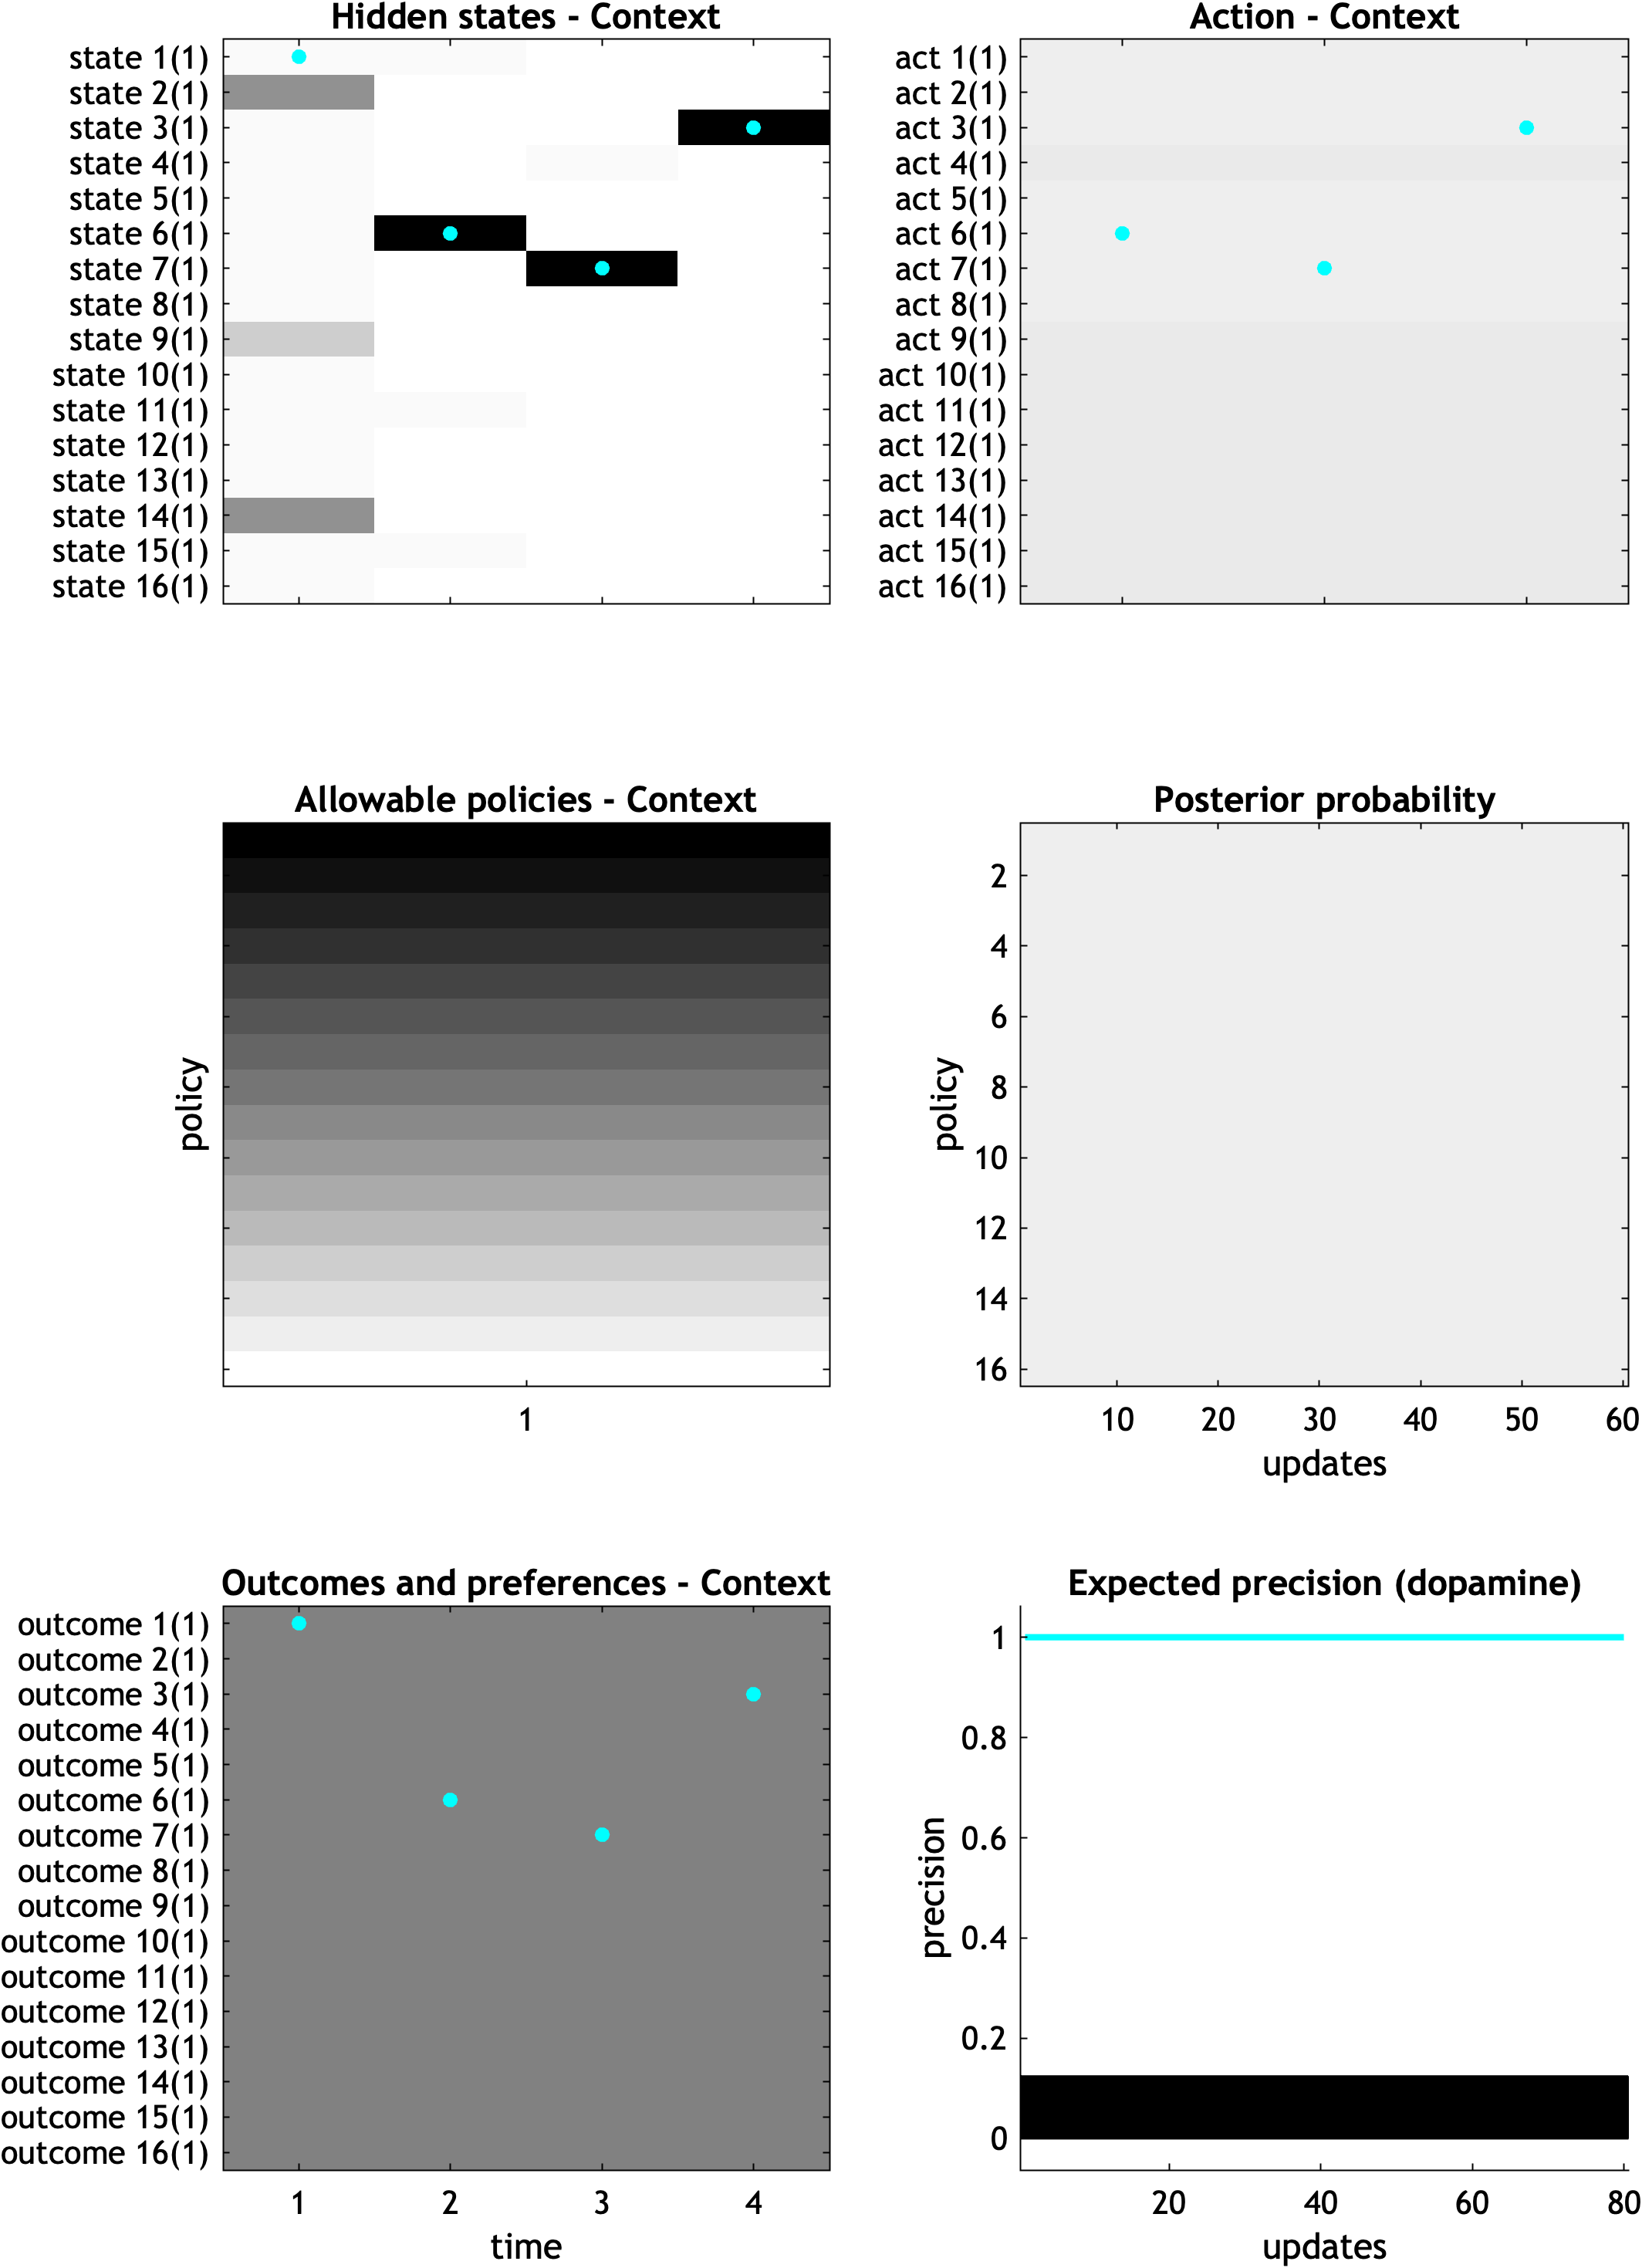 Hidden states - Context
state 1(1)
state 2(1)
state 3(1)
state 4(1)
state 5(1)
state 6(1)
state 7(1)
state 8(1)
state 9(1)
state 10(1)
state 11(1)
state 12(1)
state 13(1)
state 14(1)
state 15(1)
state 16(1)
Action - Context
act 1(1)
act 2(1)
act 3(1)
act 4(1)
act 5(1)
act 6(1)
act 7(1)
act 8(1)
act 9(1)
act 10(1)
act 11(1)
act 12(1)
act 13(1)
act 14(1)
act 15(1)
act 16(1)
Allowable policies - Context
policy
1
Posterior probability
policy
2
4
6
8
10
12
14
16
10 20 30 40 50 60
updates
Outcomes and preferences - Context
outcome 1(1)
outcome 2(1)
outcome 3(1)
outcome 4(1)
outcome 5(1)
outcome 6(1)
outcome 7(1)
outcome 8(1)
outcome 9(1)
outcome 10(1)
outcome 11(1)
outcome 12(1)
outcome 13(1)
outcome 14(1)
outcome 15(1)
outcome 16(1)
1 2 3 4
time
Expected precision (dopamine)
precision
1
0.8
0.6
0.4
0.2
0
20 40 60 80
updates